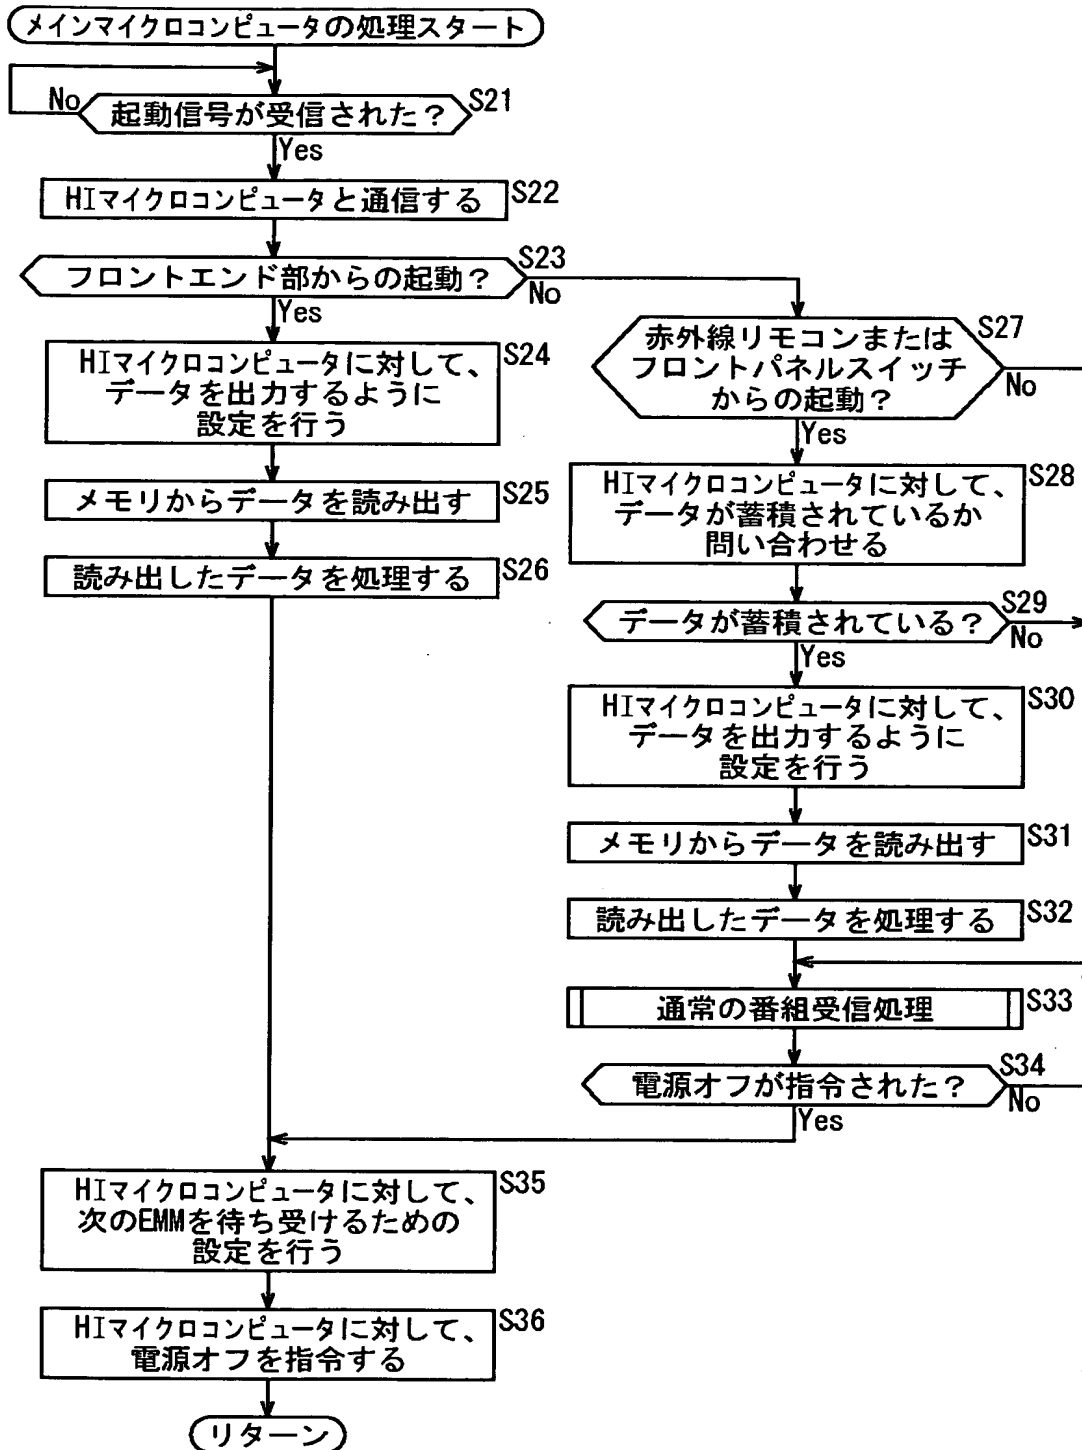 メインマイクロコンピュータの処理スタート
No
起動信号が受信された？
S21
Yes
HIマイクロコンピュータと通信する
S22
フロントエンド部からの起動？
S23
No
Yes
HIマイクロコンピュータに対して、
データを出力するように
設定を行う
S24
メモリからデータを読み出す
S25
読み出したデータを処理する
S26
赤外線リモコンまたは
フロントパネルスイッチ
からの起動？
S27
No
Yes
HIマイクロコンピュータに対して、
データが蓄積されているか
問い合わせる
S28
データが蓄積されている？
S29
No
Yes
HIマイクロコンピュータに対して、
データを出力するように
設定を行う
S30
メモリからデータを読み出す
S31
読み出したデータを処理する
S32
通常の番組受信処理
S33
電源オフが指令された？
S34
No
Yes
HIマイクロコンピュータに対して、
次のEMMを待ち受けるための
設定を行う
S35
HIマイクロコンピュータに対して、
電源オフを指令する
S36
リターン